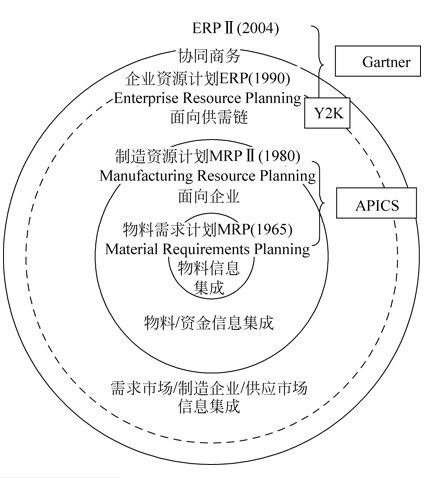 ERPⅡ(2004)
协同商务
Gartner
企业资源计划ERP(1990)
Enterprise Resource Planning
Y2K
面向供需链
制造资源计划MRPⅡ(1980)
Manufacturing Resource Planning
面向企业
APICS
物料需求计划MRP(1965)
Material Requirements Planning
物料信息
集成
物料/资金信息集成
需求市场/制造企业/供应市场
信息集成